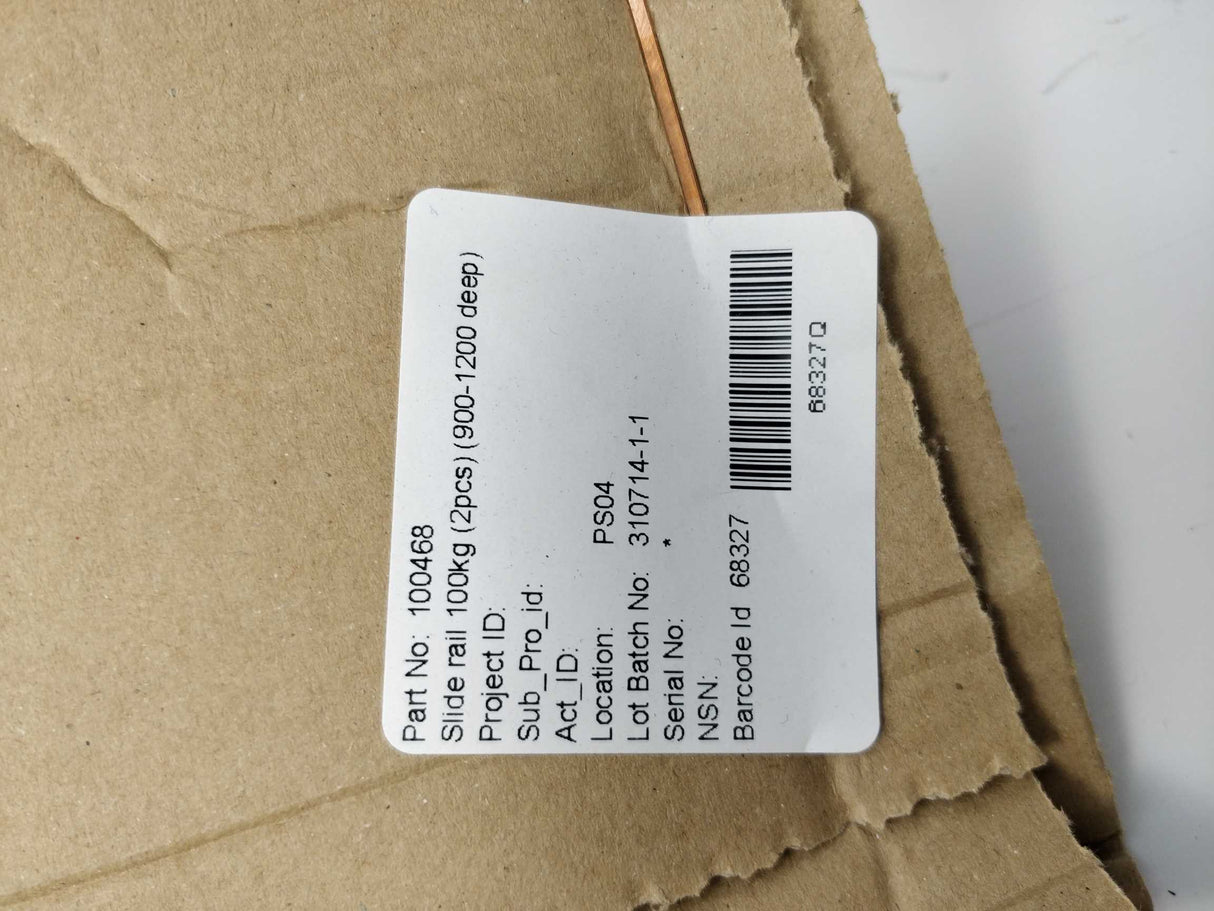 Part No: 100468
Slide rail 100kg (2pcs) (900-1200 deep)
Project ID:
Sub_Pro_id:
Act_ID:
Location: PS04
Lot Batch No: 310714-1-1
Serial No: *
NSN:
Barcode Id 68327
68327Q